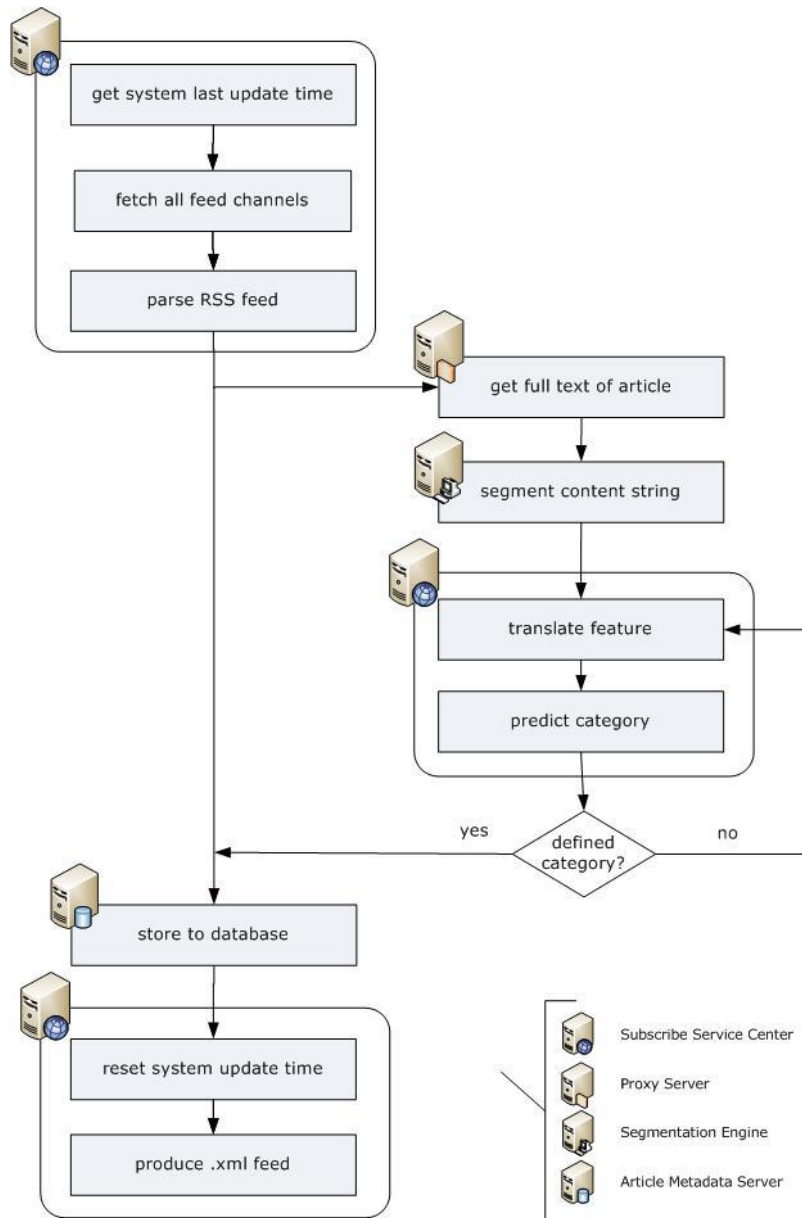 get system last update time
fetch all feed channels
parse RSS feed
get full text of article
segment content string
translate feature
predict category
yes
defined
category?
no
store to database
reset system update time
produce .xml feed
Subscribe Service Center
Proxy Server
Segmentation Engine
Article Metadata Server